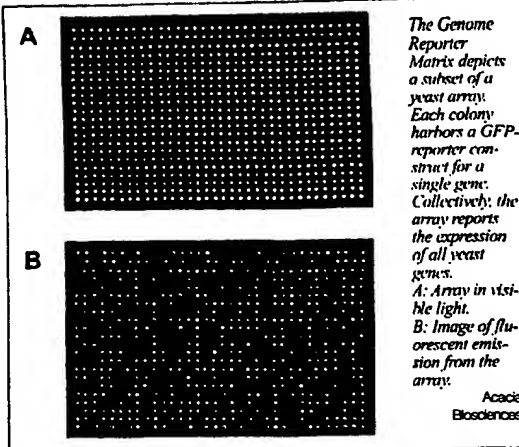 A
B
The Genome
Reporter
Matrix depicts
a subset of a
yeast array.
Each colony
harbors a GFP-
reporter con-
struct for a
single gene.
Collectively, the
array reports
the expression
of all yeast
genes.
A: Array in visi-
ble light.
B: Image of flu-
orescent emis-
sion from the
array.
Acacia
Biosciences